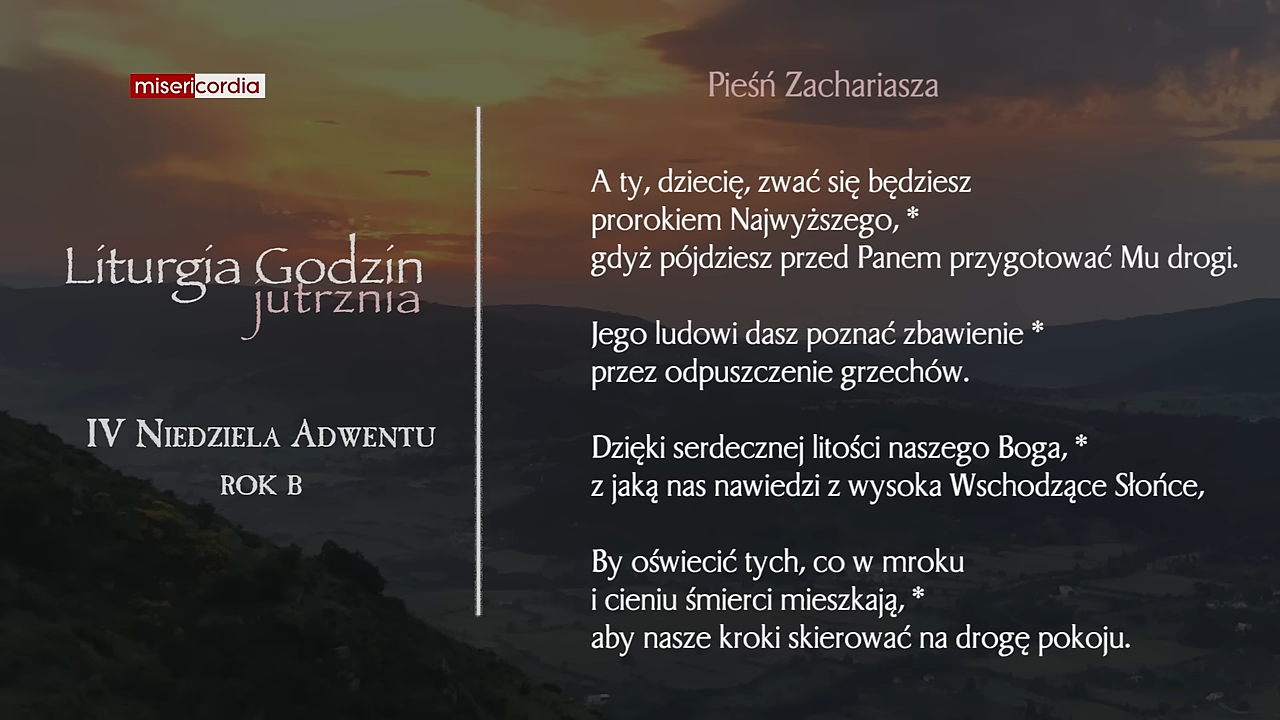 misericordia
Liturgia Godzin
jutrznia
IV Niedziela Adwentu
rok B
Pieśń Zachariasza
A ty, dziecię, zwać się będziesz
prorokiem Najwyższego, *
gdyż pójdziesz przed Panem przygotować Mu drogi.
Jego ludowi dasz poznać zbawienie *
przez odpuszczenie grzechów.
Dzięki serdecznej litości naszego Boga, *
z jaką nas nawiedzi z wysoka Wschodzące Słońce,
By oświecić tych, co w mroku
i cieniu śmierci mieszkają, *
aby nasze kroki skierować na drogę pokoju.